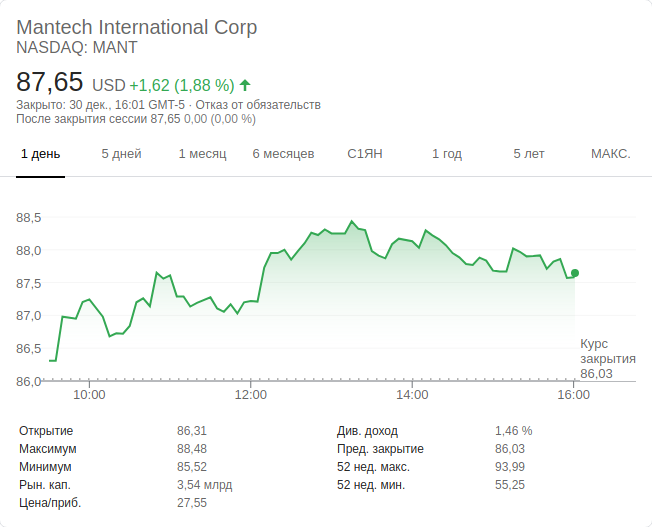 Mantech International Corp
NASDAQ: MANT
87,65 USD +1,62 (1,88 %)
Закрыто: 30 дек., 16:01 GMT-5 · Отказ от обязательств
После закрытия сессии 87,65 0,00 (0,00 %)
1 день 5 дней 1 месяц 6 месяцев С1ЯН 1 год 5 лет МАКС.
88,5
88,0
87,5
87,0
86,5
86,0
Курс
закрытия
86,03
10:00 12:00 14:00 16:00
Открытие 86,31 Див. доход 1,46 %
Максимум 88,48 Пред. закрытие 86,03
Минимум 85,52 52 нед. макс. 93,99
Рын. кап. 3,54 млрд 52 нед. мин. 55,25
Цена/приб. 27,55